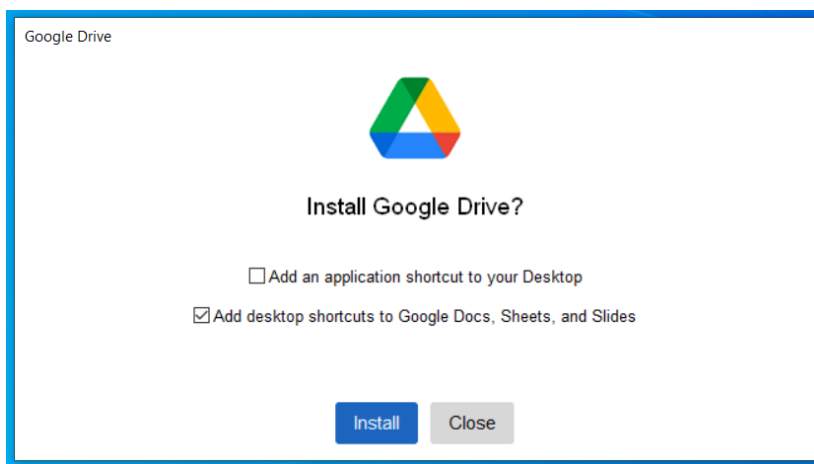 Google Drive
Install Google Drive?
Add an application shortcut to your Desktop
Add desktop shortcuts to Google Docs, Sheets, and Slides
Install Close